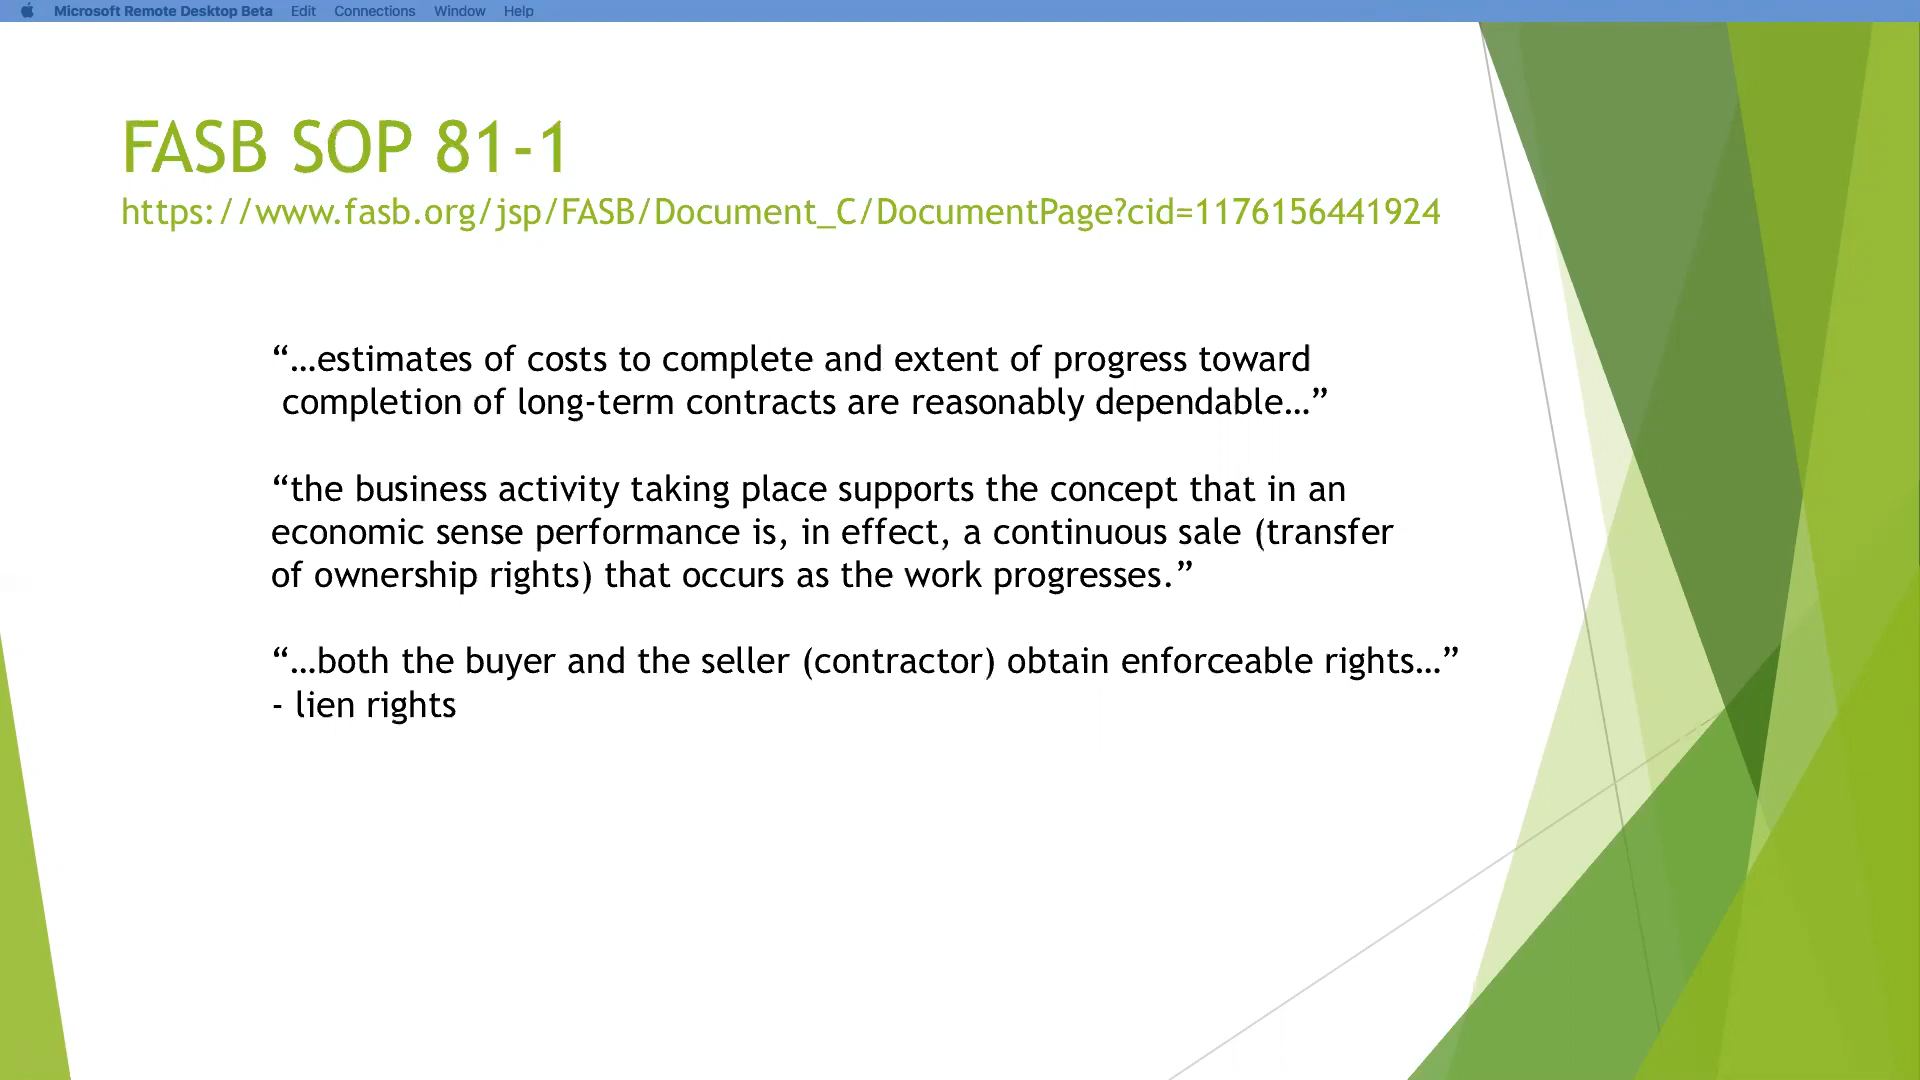 Microsoft Remote Desktop Beta Edit Connections Window Help
FASB SOP 81-1
https://www.fasb.org/jsp/FASB/Document_C/DocumentPage?cid=1176156441924
“…estimates of costs to complete and extent of progress toward
completion of long-term contracts are reasonably dependable…”
“the business activity taking place supports the concept that in an
economic sense performance is, in effect, a continuous sale (transfer
of ownership rights) that occurs as the work progresses.”
“…both the buyer and the seller (contractor) obtain enforceable rights…”
- lien rights